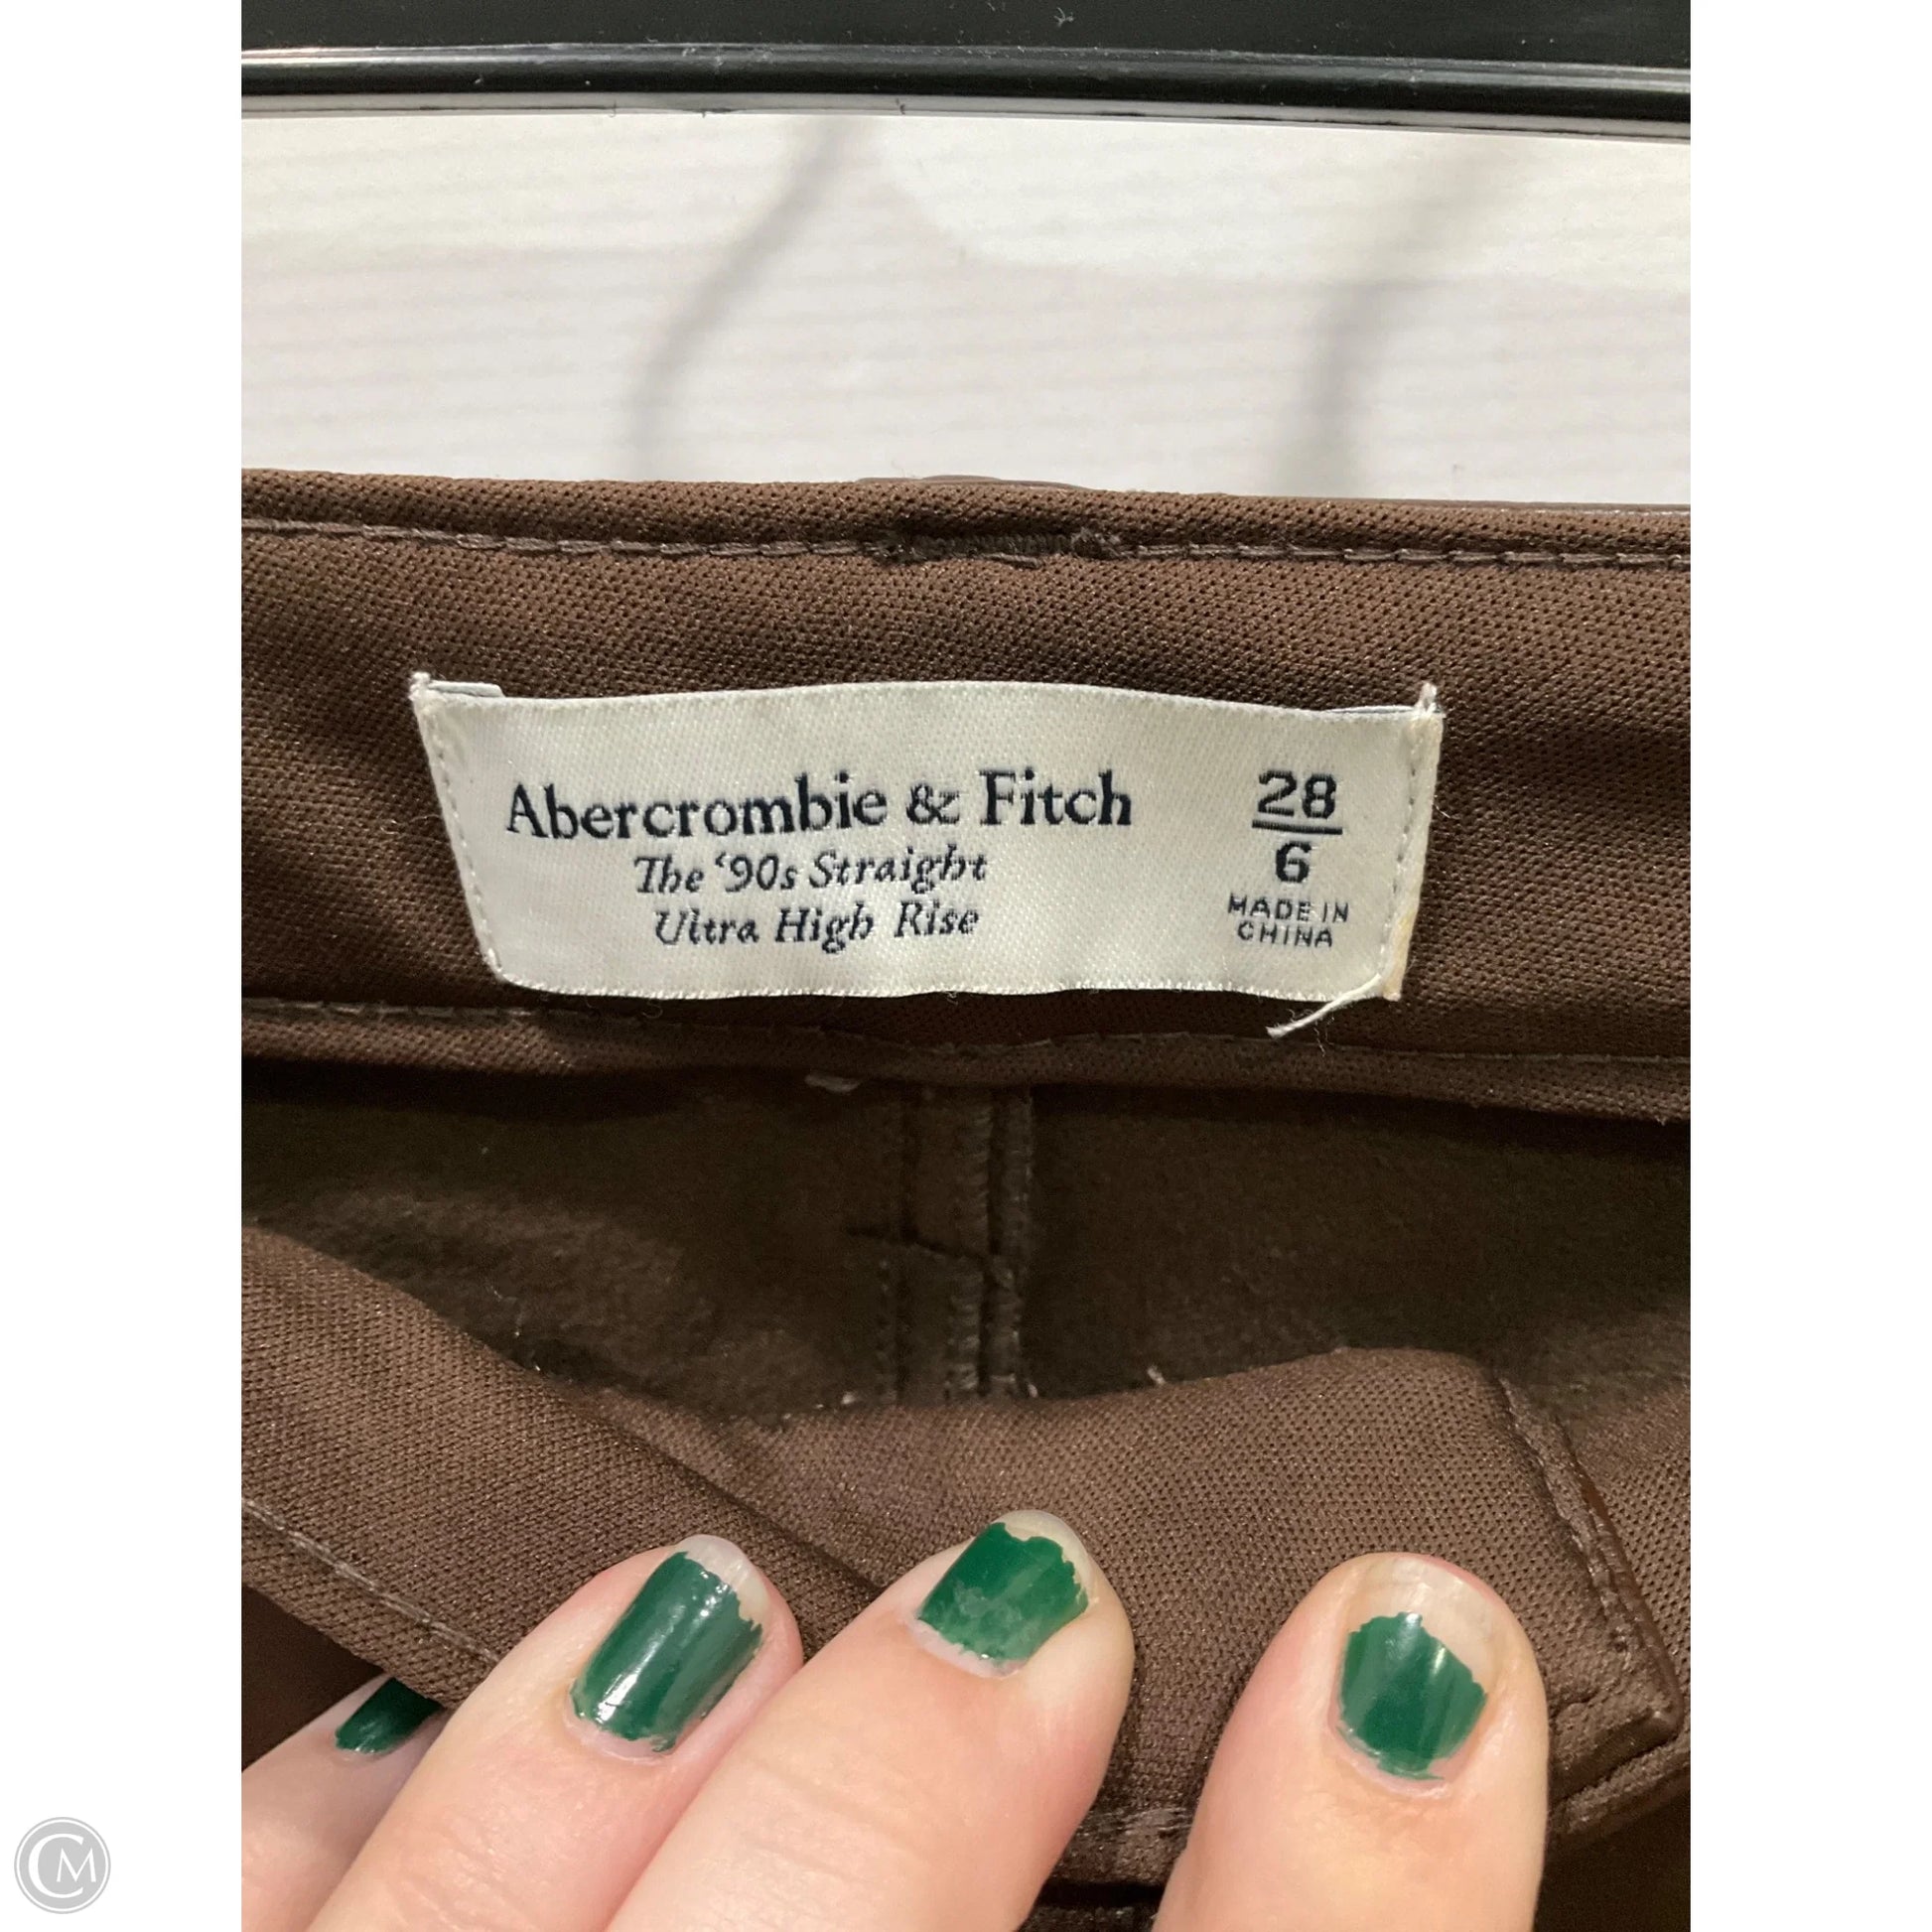 Abercrombie & Fitch
The ‘90s Straight
Ultra High Rise
28
6
MADE IN
CHINA
CM